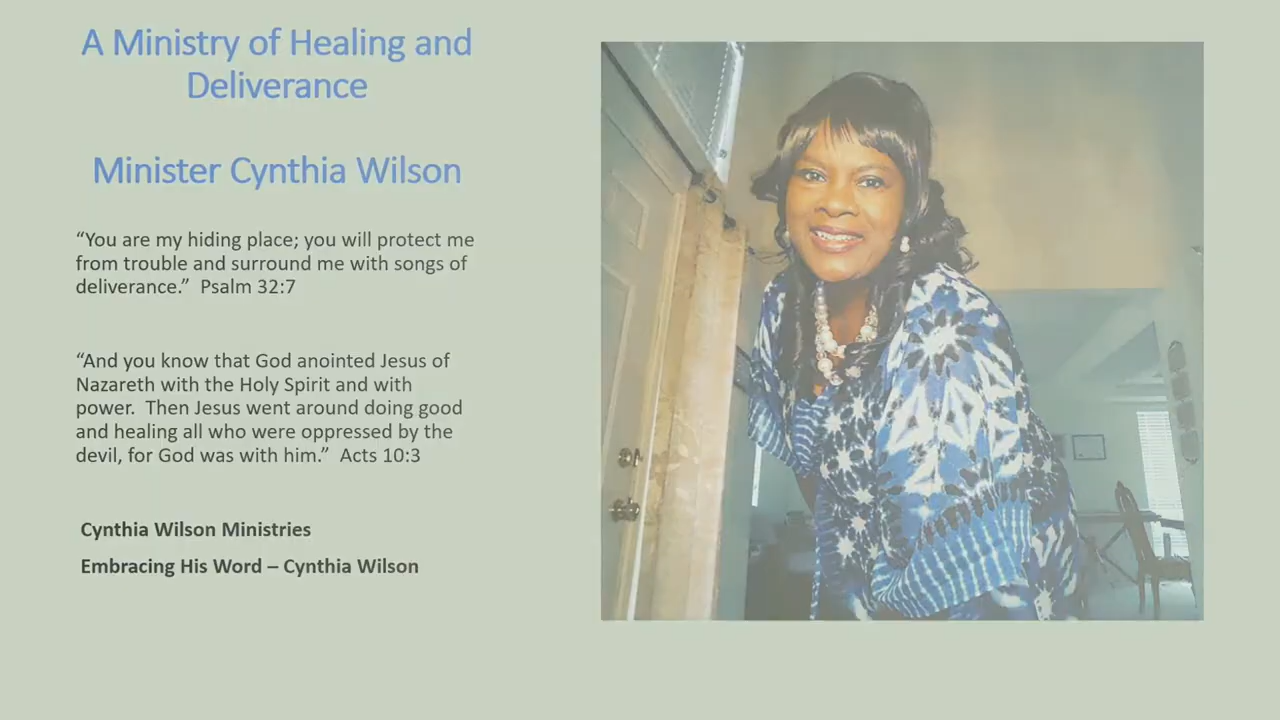 A Ministry of Healing and
Deliverance
Minister Cynthia Wilson
“You are my hiding place; you will protect me
from trouble and surround me with songs of
deliverance.”  Psalm 32:7
“And you know that God anointed Jesus of
Nazareth with the Holy Spirit and with
power.  Then Jesus went around doing good
and healing all who were oppressed by the
devil, for God was with him.”  Acts 10:3
Cynthia Wilson Ministries
Embracing His Word – Cynthia Wilson